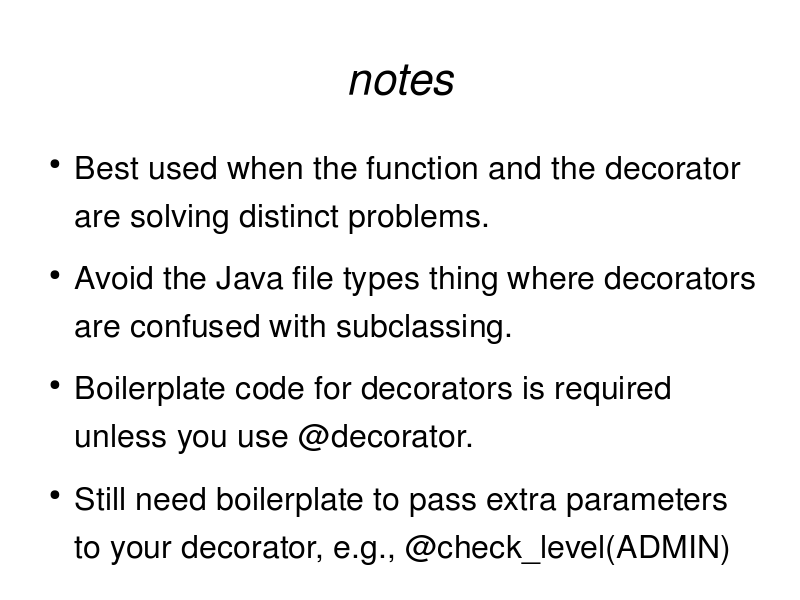 notes
• Best used when the function and the decorator
are solving distinct problems.
• Avoid the Java file types thing where decorators
are confused with subclassing.
• Boilerplate code for decorators is required
unless you use @decorator.
• Still need boilerplate to pass extra parameters
to your decorator, e.g., @check_level(ADMIN)